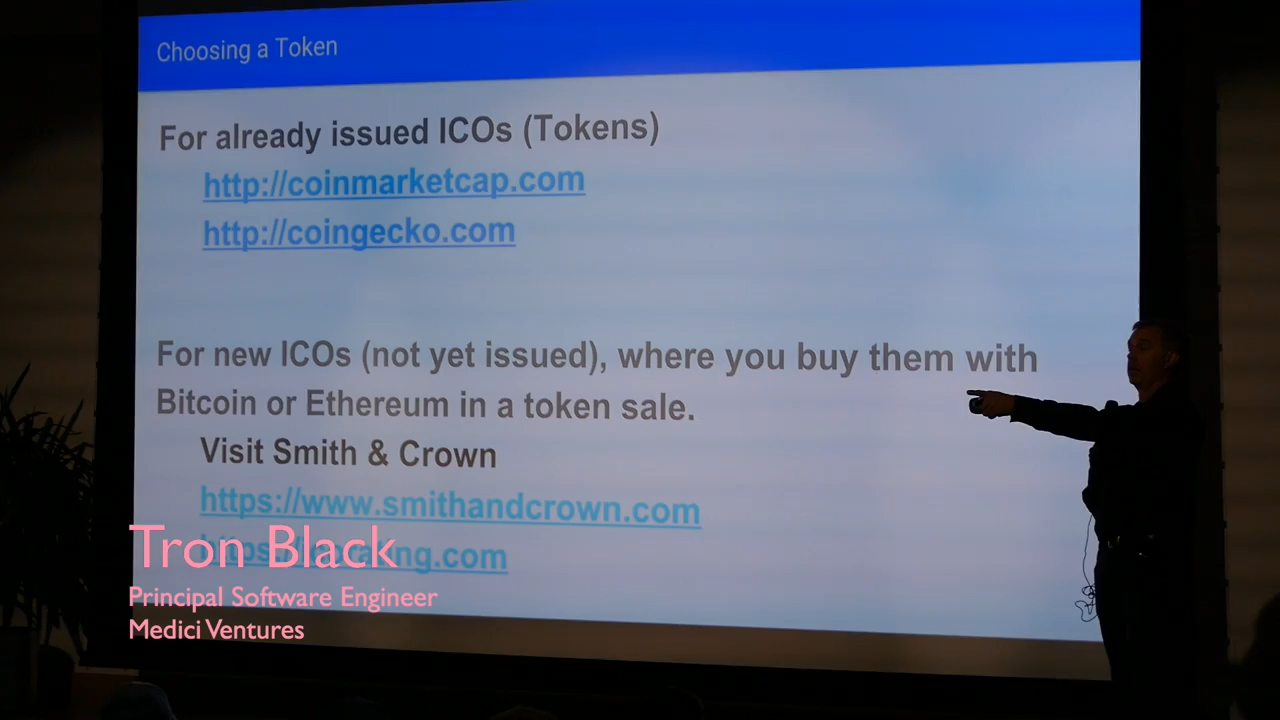 Choosing a Token
For already issued ICOs (Tokens)
http://coinmarketcap.com
http://coingecko.com
For new ICOs (not yet issued), where you buy them with
Bitcoin or Ethereum in a token sale.
Visit Smith & Crown
https://www.smithandcrown.com
Tron Black
Principal Software Engineer
Medici Ventures